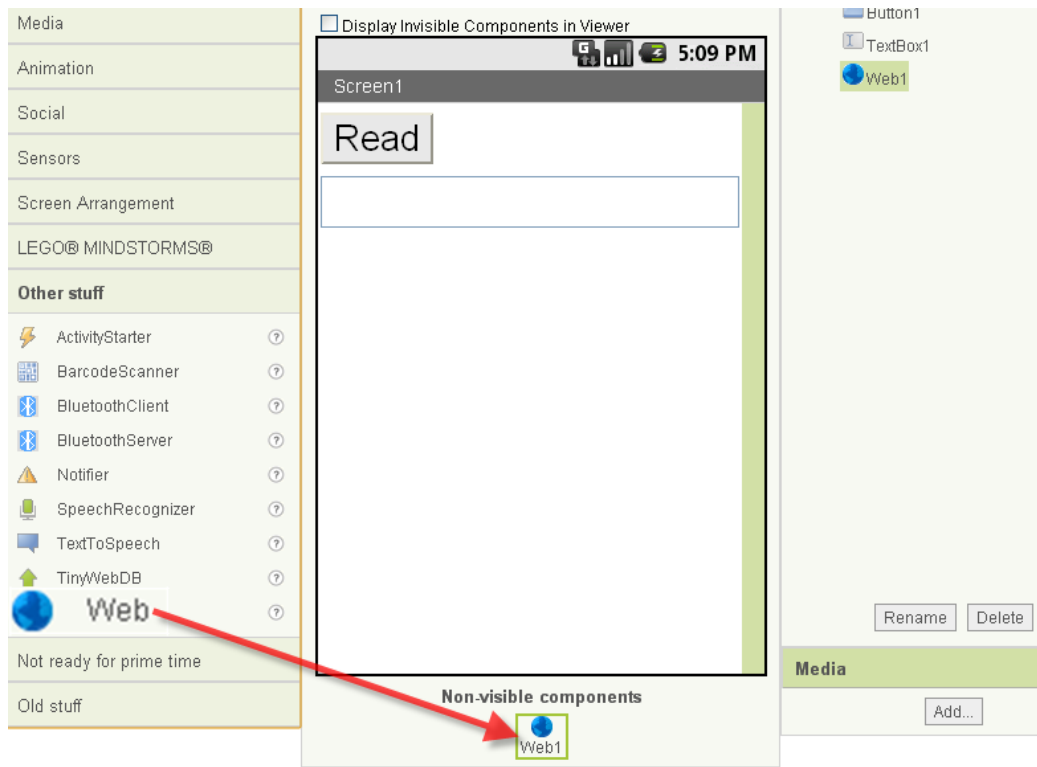 Media
Animation
Social
Sensors
Screen Arrangement
LEGO® MINDSTORMS®
Other stuff
ActivityStarter ?
BarcodeScanner ?
BluetoothClient ?
BluetoothServer ?
Notifier ?
SpeechRecognizer ?
TextToSpeech ?
TinyWebDB ?
Web ?
Not ready for prime time
Old stuff
Display Invisible Components in Viewer
G 5:09 PM
Screen1
Read
Non-visible components
Web1
Button1
TextBox1
Web1
Rename Delete
Media
Add...